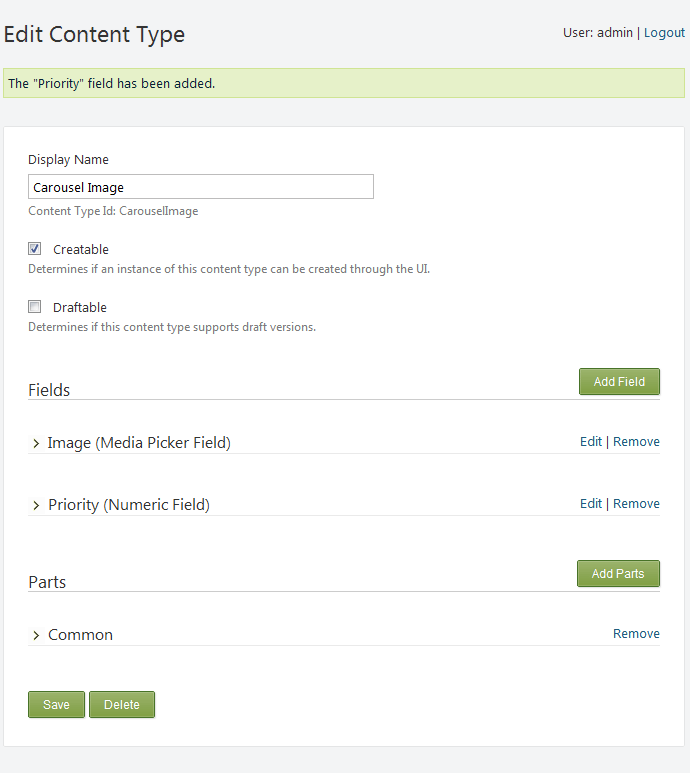 Edit Content Type
User: admin | Logout
The "Priority" field has been added.
Display Name
Carousel Image
Content Type Id: CarouselImage
Creatable
Determines if an instance of this content type can be created through the UI.
Draftable
Determines if this content type supports draft versions.
Fields
Add Field
Image (Media Picker Field)
Edit | Remove
Priority (Numeric Field)
Edit | Remove
Parts
Add Parts
Common
Remove
Save
Delete